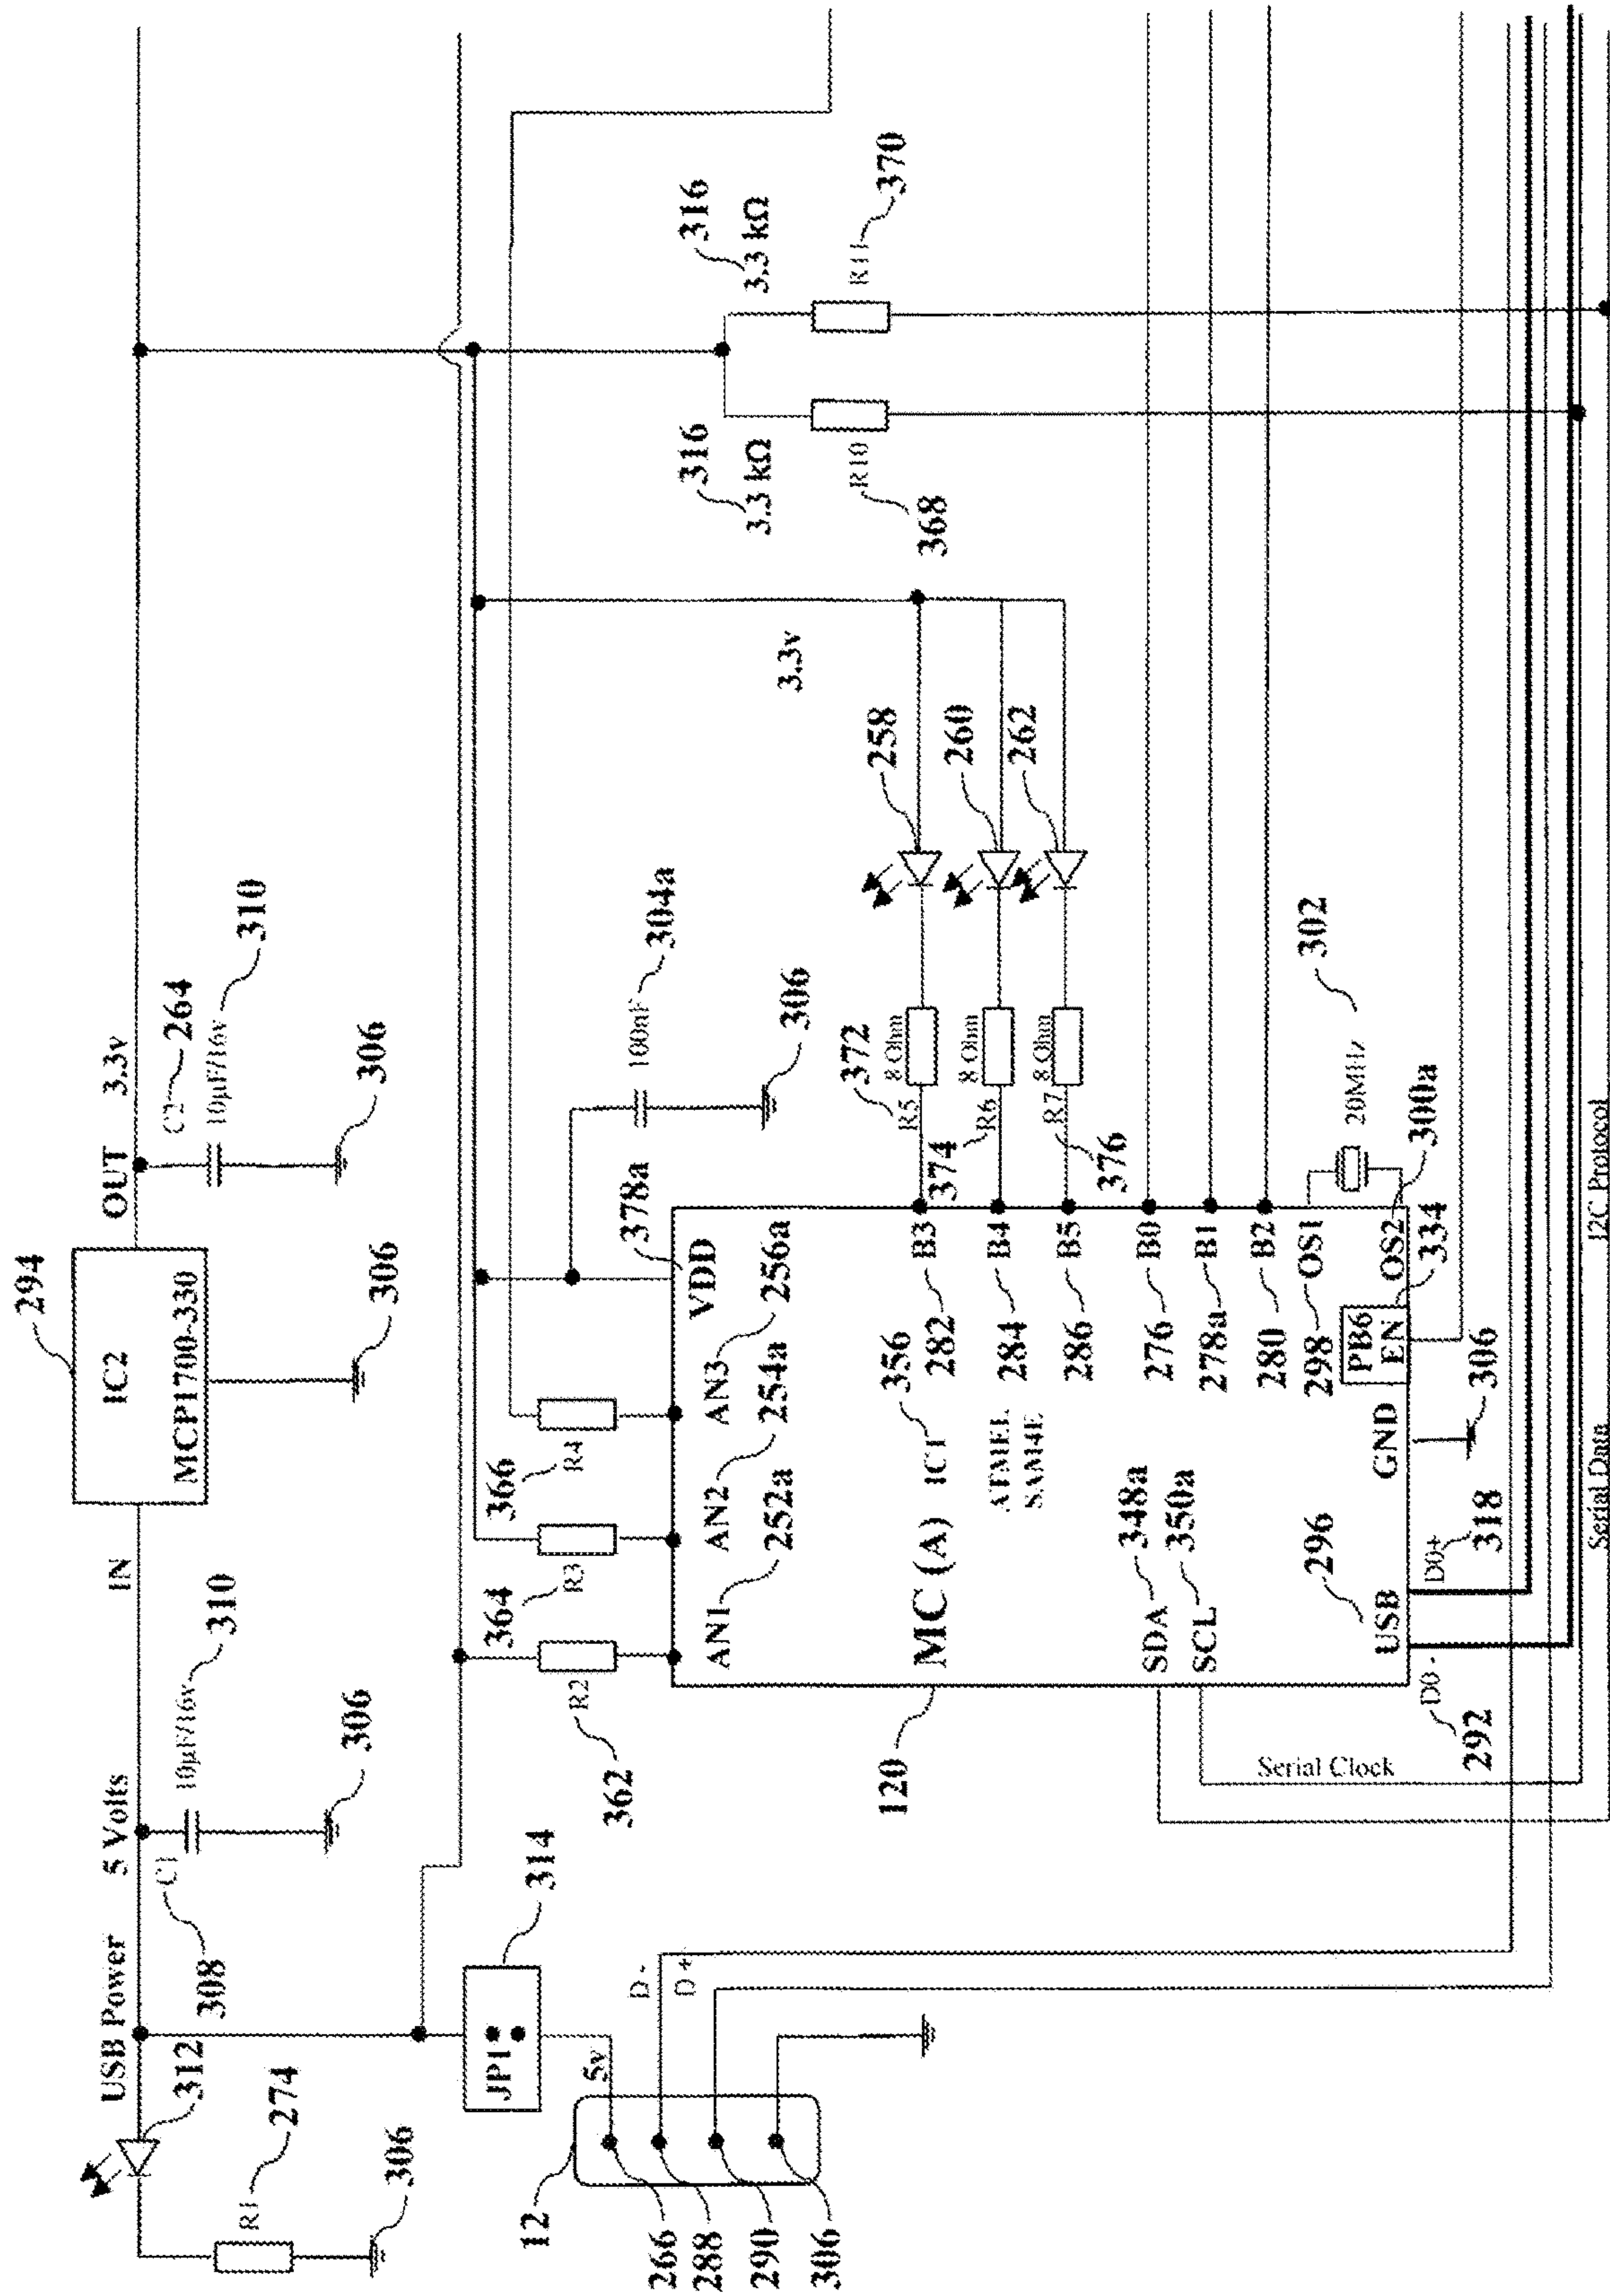 USB Power 5 Volts
IN
OUT 3.3v
294
IC2
MCP1700-330
312
R1
274
306
308
C1
10µF/16v
310
306
306
C2
264
10µF/16v
310
306
JP1
314
12
5v
D -
D +
266
288
290
306
362
R2
364
R3
366
R4
378a
100nF
304a
306
AN1
AN2
AN3
VDD
252a
254a
256a
120
MC (A)
IC1
356
ATMEL
SAM4E
SDA
348a
SCL
350a
Serial Clock
USB
296
GND
PB6
EN
334
B3
282
B4
284
B5
286
B0
276
B1
278a
B2
280
OS1
298
OS2
300a
20MHz
302
R5
372
8 Ohm
R6
374
8 Ohm
R7
376
8 Ohm
258
260
262
3.3v
316
3.3 kΩ
R10
368
316
3.3 kΩ
R11
370
D0 -
292
D0+
318
306
Serial Data
I2C Protocol